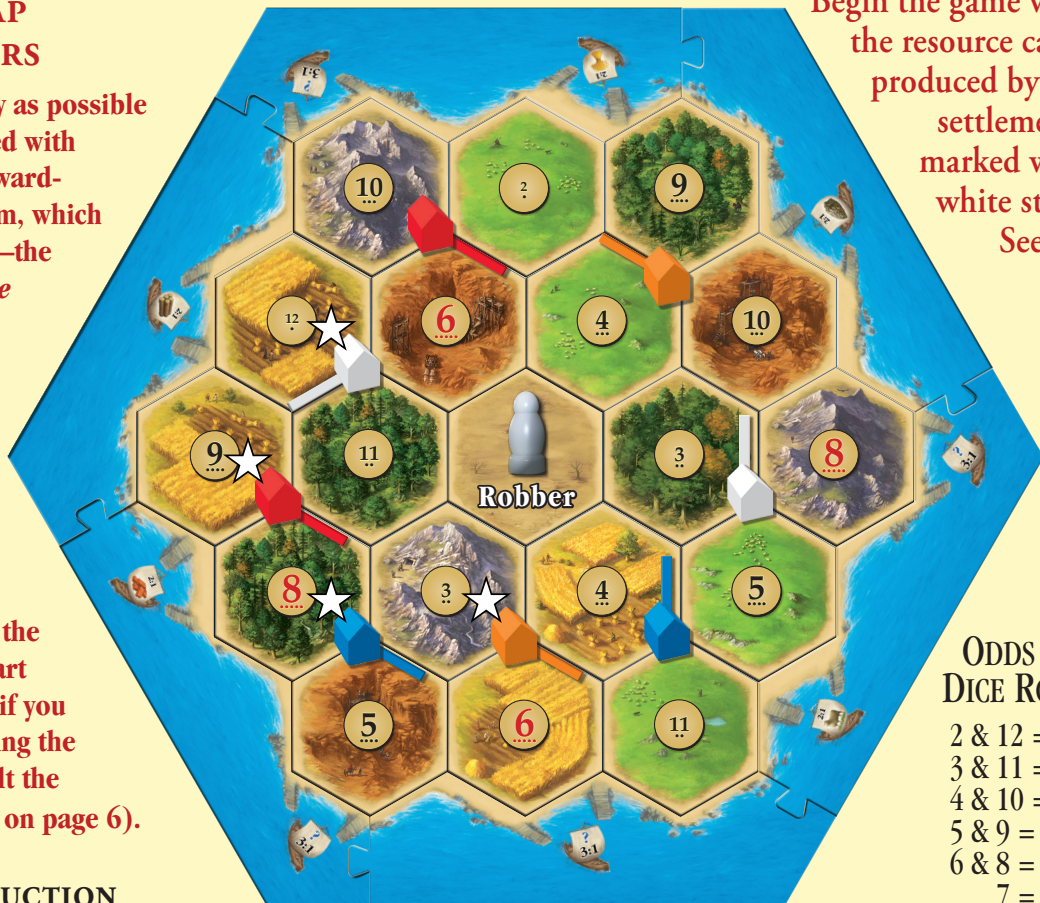 AP
RS
y as possible
ed with
ward-
m, which
–the
e
Begin the game w
the resource ca
produced by
settleme
marked w
white st
See
3:1
?
2:1
10
2
9
2:1
2:1
12
6
4
10
9
11
Robber
3
8
?
3:1
2:1
8
3
4
5
5
6
11
2:1
?
3:1
?
3:1
the
art
if you
ing the
lt the
on page 6).
UCTION
ODDS
DICE RO
2 & 12 =
3 & 11 =
4 & 10 =
5 & 9 =
6 & 8 =
7 =